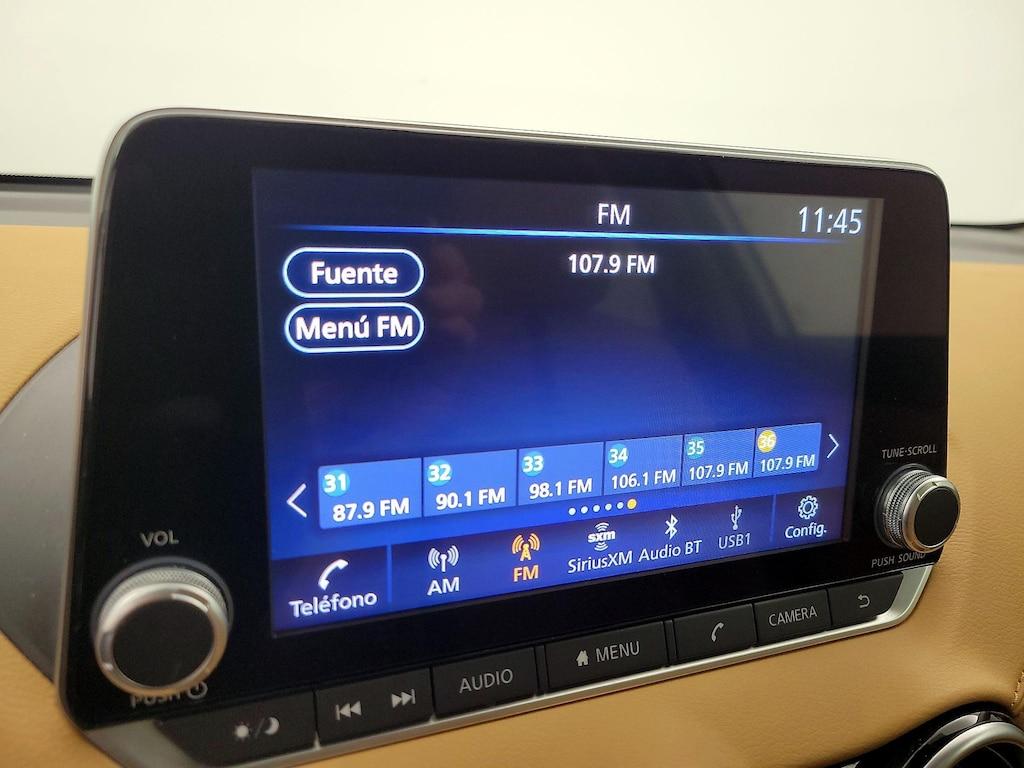 FM
11:45
107.9 FM
Fuente
Menú FM
31 32 33 34 35 36
87.9 FM 90.1 FM 98.1 FM 106.1 FM 107.9 FM 107.9 FM
Teléfono
AM
FM
sxm
SiriusXM
Audio BT
USB1
Config.
VOL
PUSH
TUNE·SCROLL
PUSH SOUND
AUDIO
MENU
CAMERA